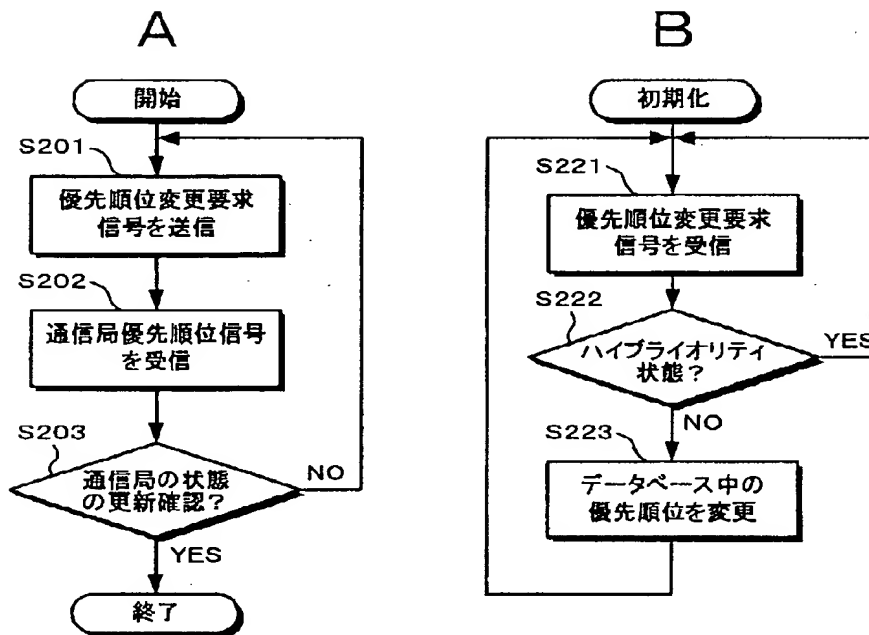 A
開始
S201
優先順位変更要求
信号を送信
S202
通信局優先順位信号
を受信
S203
通信局の状態
の更新確認？
NO
YES
終了
B
初期化
S221
優先順位変更要求
信号を受信
S222
ハイプライオリティ
状態？
YES
NO
S223
データベース中の
優先順位を変更